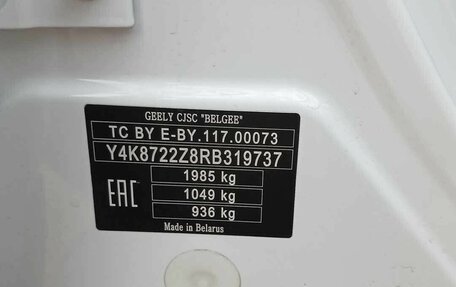 GEELY CJSC "BELGEE"
TC BY E-BY.117.00073
Y4K8722Z8RB319737
1985 kg
EAC 1049 kg
936 kg
Made in Belarus